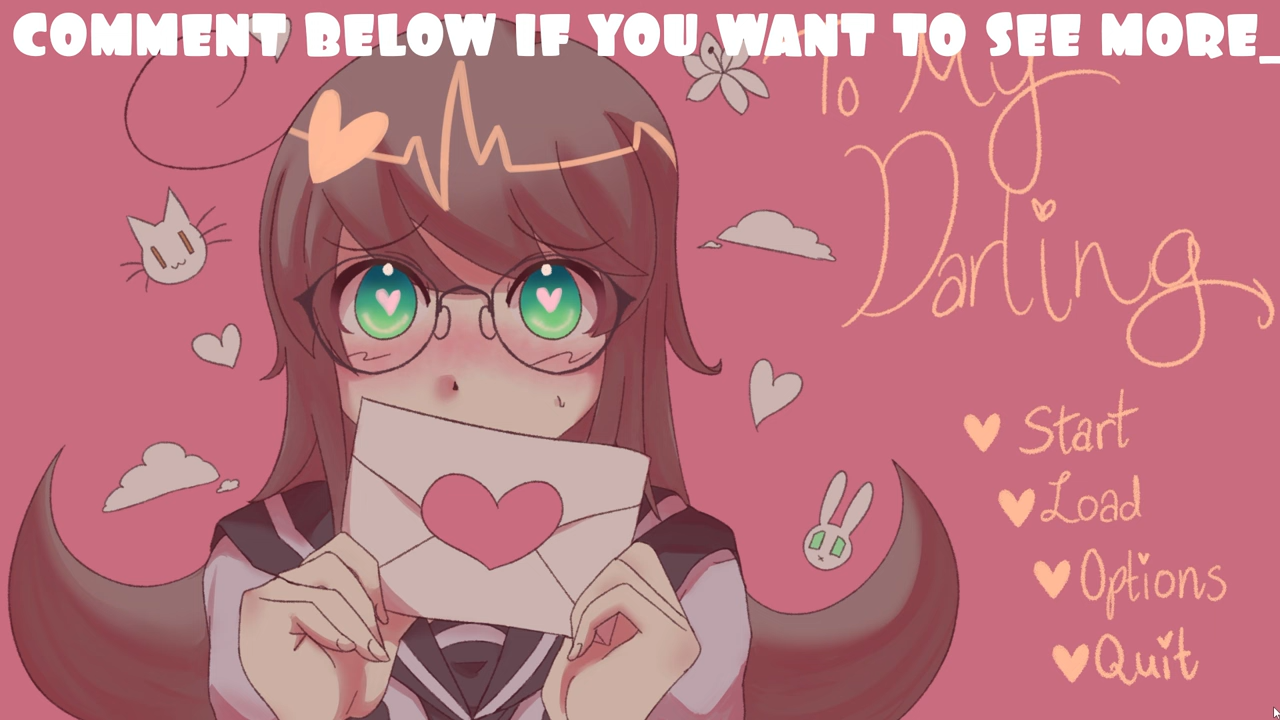 COMMENT BELOW IF YOU WANT TO SEE MORE_
To My
Darling
Start
Load
Options
Quit